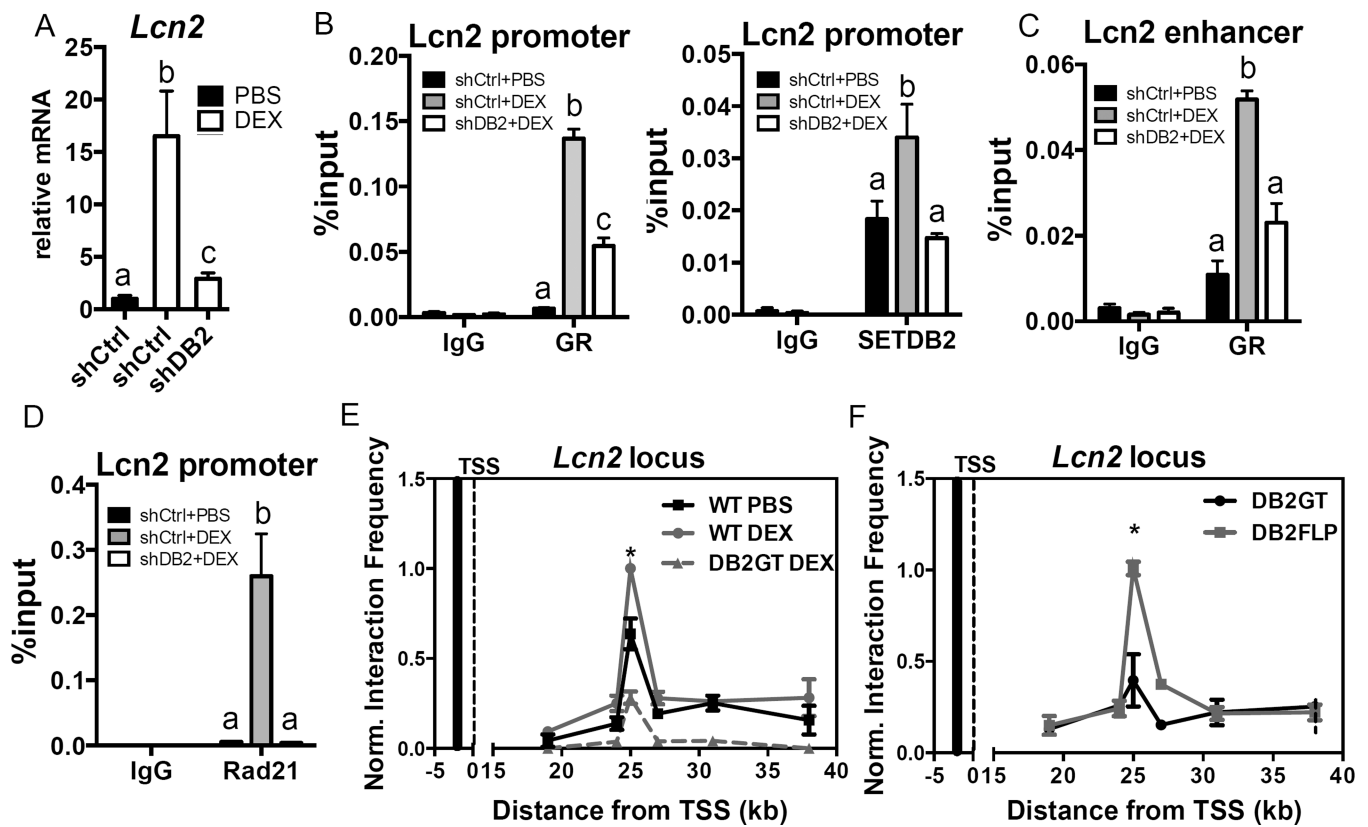 A
Lcn2
25
20
15
10
5
0
relative mRNA
a
b
c
PBS
DEX
shCtrl
shCtrl
shDB2
B
Lcn2 promoter
0.20
0.15
0.10
0.05
0.00
%input
shCtrl+PBS
shCtrl+DEX
shDB2+DEX
a
b
c
IgG
GR
Lcn2 promoter
0.05
0.04
0.03
0.02
0.01
0.00
%input
shCtrl+PBS
shCtrl+DEX
shDB2+DEX
a
b
a
IgG
SETDB2
C
Lcn2 enhancer
0.06
0.04
0.02
0.00
%input
shCtrl+PBS
shCtrl+DEX
shDB2+DEX
a
b
a
IgG
GR
D
Lcn2 promoter
0.4
0.3
0.2
0.1
0.0
%input
shCtrl+PBS
shCtrl+DEX
shDB2+DEX
a
b
a
IgG
Rad21
E
Lcn2 locus
TSS
1.5
1.0
0.5
0.0
Norm. Interaction Frequency
WT PBS
WT DEX
DB2GT DEX
*
-5 0 15 20 25 30 35 40
Distance from TSS (kb)
F
Lcn2 locus
TSS
1.5
1.0
0.5
0.0
Norm. Interaction Frequency
DB2GT
DB2FLP
*
-5 0 15 20 25 30 35 40
Distance from TSS (kb)